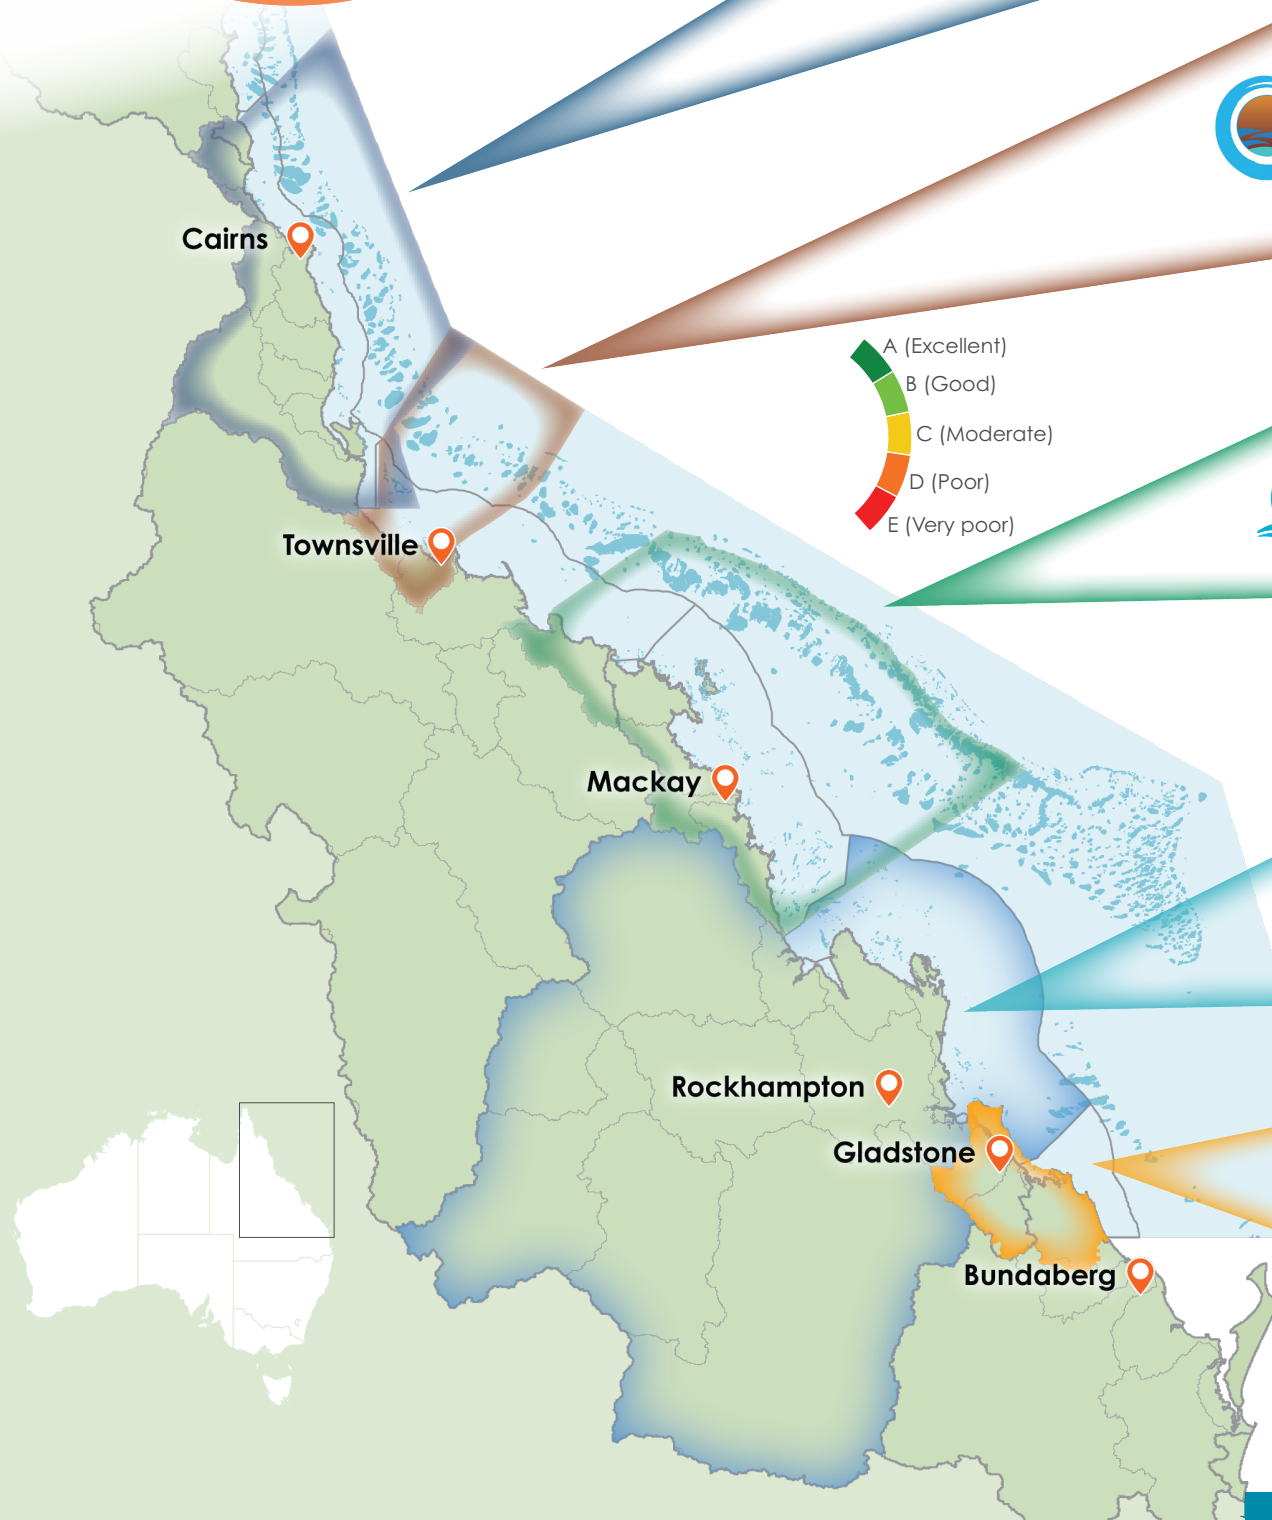 Cairns
A (Excellent)
B (Good)
C (Moderate)
D (Poor)
E (Very poor)
Townsville
Mackay
Rockhampton
Gladstone
Bundaberg